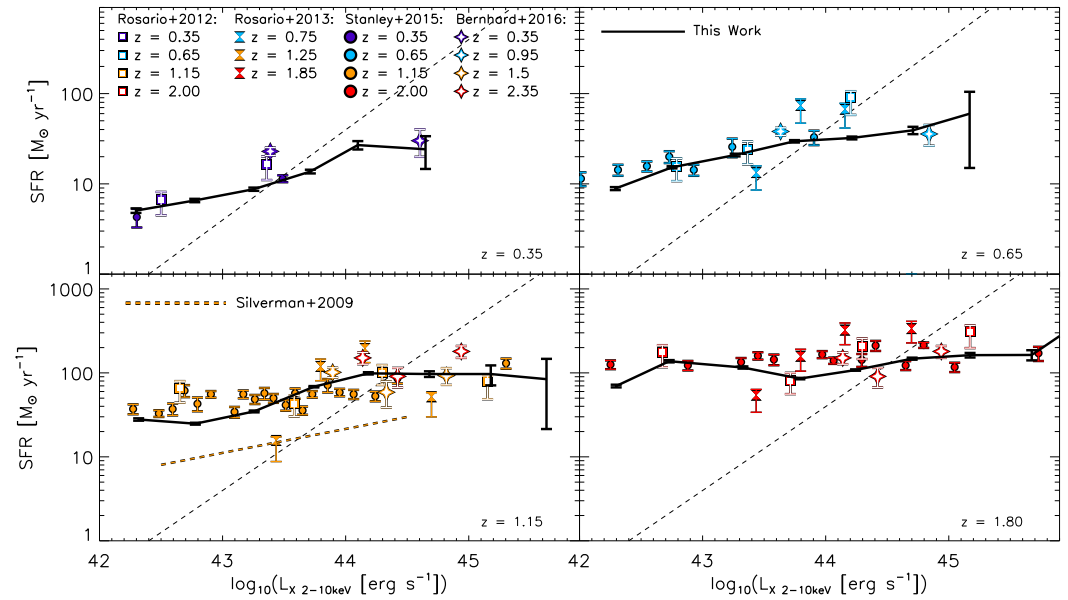 Rosario+2012: Rosario+2013: Stanley+2015: Bernhard+2016:
z = 0.35 z = 0.75 z = 0.35 z = 0.35
z = 0.65 z = 1.25 z = 0.65 z = 0.95
z = 1.15 z = 1.85 z = 1.15 z = 1.5
z = 2.00 z = 2.00 z = 2.35
This Work
100
10
1
SFR [M⊙ yr⁻¹]
z = 0.35
z = 0.65
Silverman+2009
1000
100
10
1
SFR [M⊙ yr⁻¹]
z = 1.15
z = 1.80
42 43 44 45 42 43 44 45
log₁₀(L_X 2−10keV [erg s⁻¹]) log₁₀(L_X 2−10keV [erg s⁻¹])